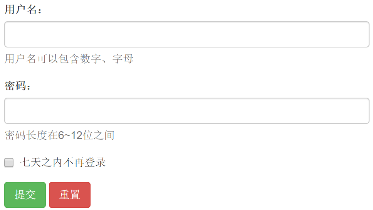 用户名：
用户名可以包含数字、字母
密码：
密码长度在6~12位之间
七天之内不再登录
提交 重置